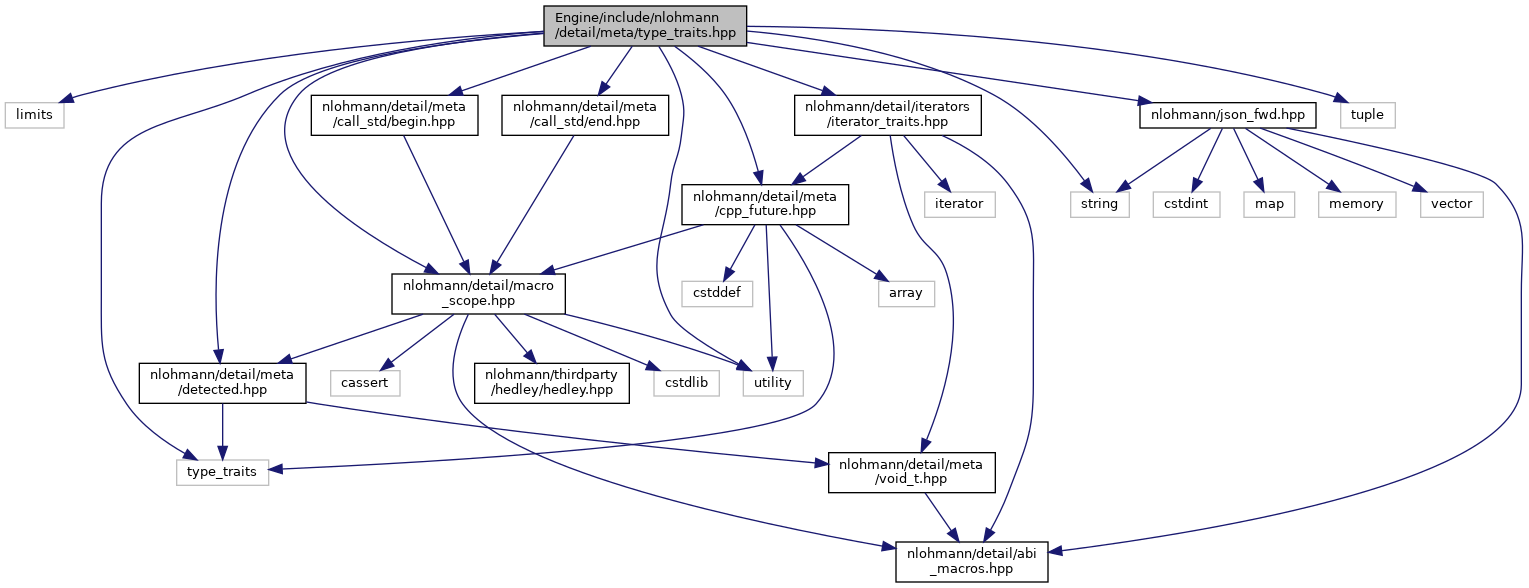 Engine/include/nlohmann
/detail/meta/type_traits.hpp
limits
nlohmann/detail/meta
/call_std/begin.hpp
nlohmann/detail/meta
/call_std/end.hpp
nlohmann/detail/iterators
/iterator_traits.hpp
nlohmann/json_fwd.hpp
tuple
nlohmann/detail/meta
/cpp_future.hpp
iterator
string
cstdint
map
memory
vector
nlohmann/detail/macro
_scope.hpp
cstddef
array
nlohmann/detail/meta
/detected.hpp
cassert
nlohmann/thirdparty
/hedley/hedley.hpp
cstdlib
utility
type_traits
nlohmann/detail/meta
/void_t.hpp
nlohmann/detail/abi
_macros.hpp